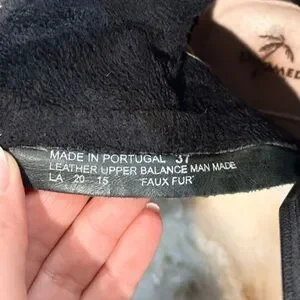 MADE IN PORTUGAL 37
LEATHER UPPER BALANCE MAN MADE
LA 20 15 'FAUX FUR'